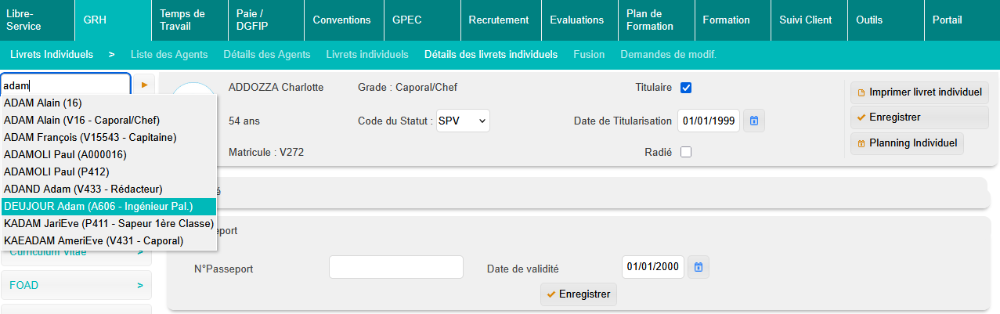 Libre-Service
GRH
Temps de Travail
Paie / DGFIP
Conventions
GPEC
Recrutement
Evaluations
Plan de Formation
Formation
Suivi Client
Outils
Portail
Livrets Individuels > Liste des Agents Détails des Agents Livrets individuels Détails des livrets individuels Fusion Demandes de modif.
adam
ADAM Alain (16)
ADAM Alain (V16 - Caporal/Chef)
ADAM François (V15543 - Capitaine)
ADAMOLI Paul (A000016)
ADAMOLI Paul (P412)
ADAND Adam (V433 - Rédacteur)
DEUJOUR Adam (A606 - Ingénieur Pal.)
KADAM JariEve (P411 - Sapeur 1ère Classe)
KAEADAM AmeriEve (V431 - Caporal)
Curriculum Vitae >
FOAD >
ADDOZZA Charlotte Grade : Caporal/Chef Titulaire
54 ans Code du Statut : SPV Date de Titularisation 01/01/1999
Matricule : V272 Radié
Imprimer livret individuel
Enregistrer
Planning Individuel
N°Passeport Date de validité 01/01/2000
Enregistrer